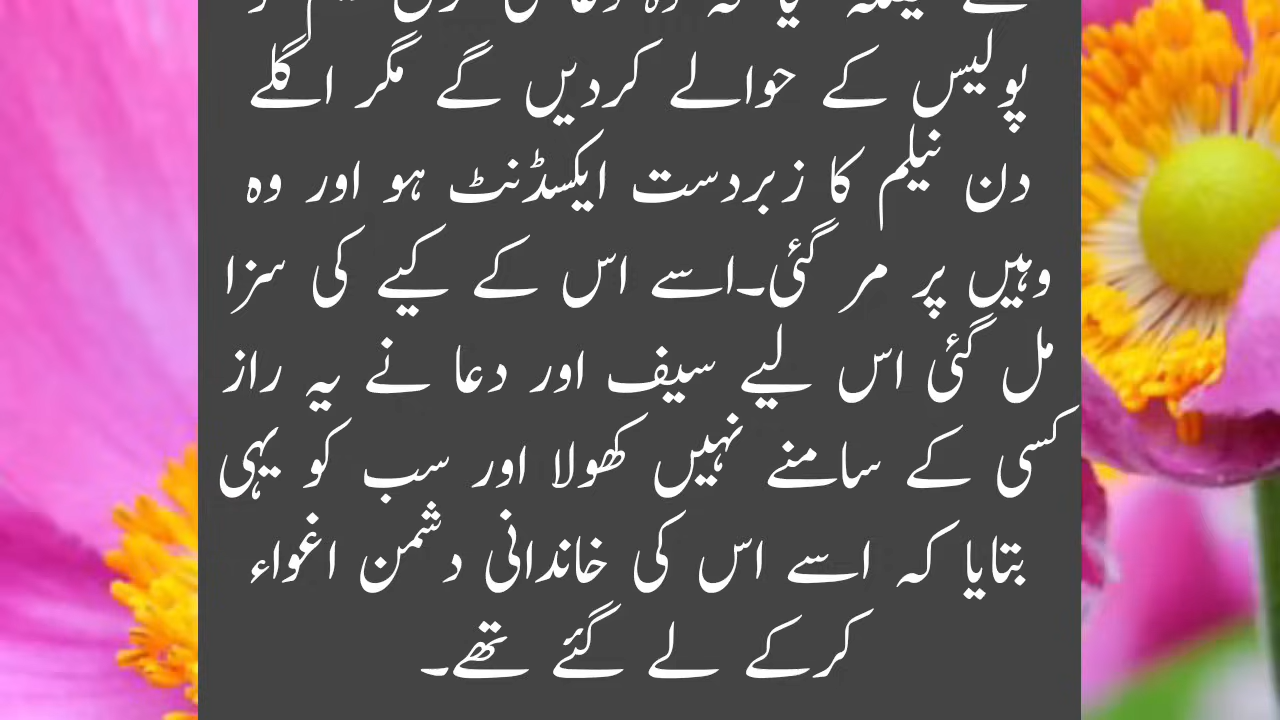 پولیس کے حوالے کردیں گے مگر اگلے
دن نیلم کا زبردست ایکسڈنٹ ہو اور وہ
وہیں پر مر گئی۔اسے اس کے کیے کی سزا
مل گئی اس لیے سیف اور دعا نے یہ راز
کسی کے سامنے نہیں کھولا اور سب کو یہی
بتایا کہ اسے اس کی خاندانی دشمن اغواء
کرکے لے گئے تھے۔